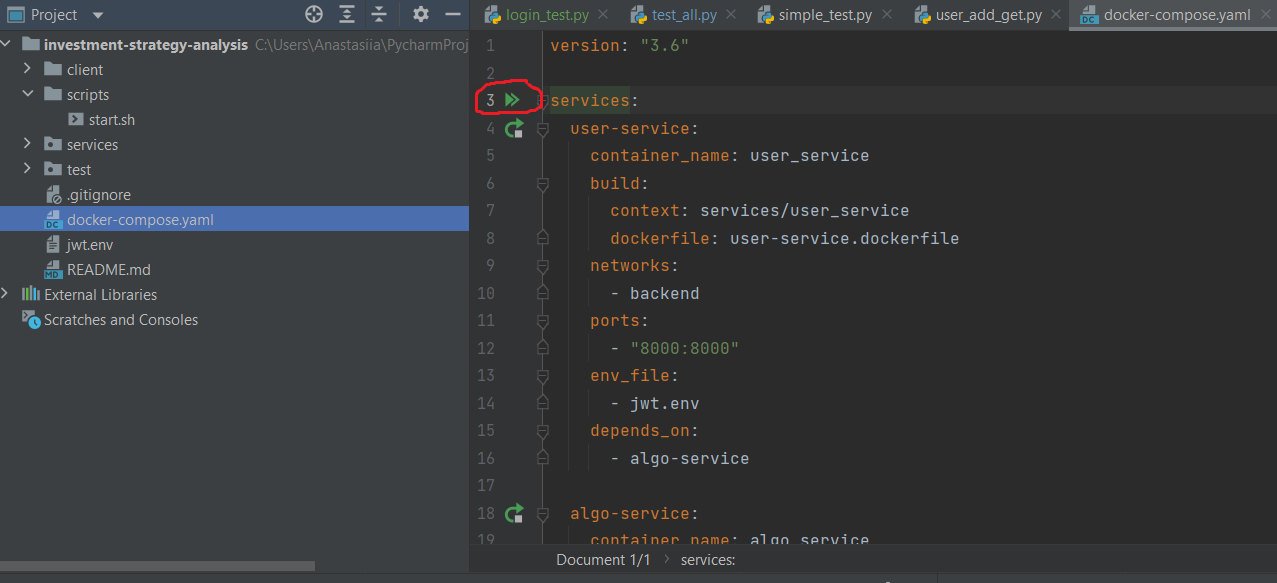 Project
investment-strategy-analysis C:\Users\Anastasiia\PycharmProj
client
scripts
start.sh
services
test
.gitignore
docker-compose.yaml
jwt.env
README.md
External Libraries
Scratches and Consoles
login_test.py test_all.py simple_test.py user_add_get.py docker-compose.yaml
1 version: "3.6"
2
3 services:
4 user-service:
5 container_name: user_service
6 build:
7 context: services/user_service
8 dockerfile: user-service.dockerfile
9 networks:
10 - backend
11 ports:
12 - "8000:8000"
13 env_file:
14 - jwt.env
15 depends_on:
16 - algo-service
17
18 algo-service:
19 container_name: algo_service
Document 1/1 services: